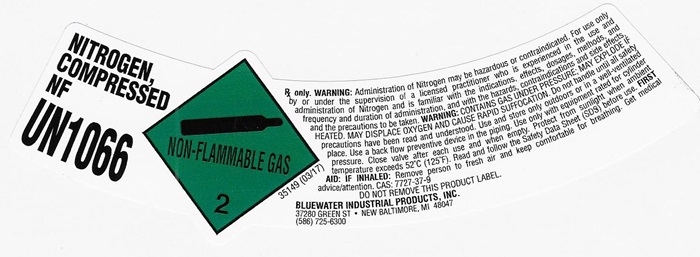 NITROGEN,
COMPRESSED
NF
UN1066
NON-FLAMMABLE GAS
2
35149 (03/17)
℞ only. WARNING: Administration of Nitrogen may be hazardous or contraindicated. For use only
by or under the supervision of a licensed practitioner who is experienced in the use and
administration of Nitrogen and is familiar with the indications, effects, dosages, methods, and
frequency and duration of administration, and with the hazards, contraindications and side effects,
and the precautions to be taken. WARNING: CONTAINS GAS UNDER PRESSURE. MAY EXPLODE IF
HEATED. MAY DISPLACE OXYGEN AND CAUSE RAPID SUFFOCATION. Do not handle until all safety
precautions have been read and understood. Use and store only outdoors or in a well-ventilated
place. Use a back flow preventive device in the piping. Use only with equipment rated for cylinder
pressure. Close valve after each use and when empty. Protect from sunlight when ambient
temperature exceeds 52°C (125°F). Read and follow the Safety Data Sheet (SDS) before use. FIRST
AID: IF INHALED: Remove person to fresh air and keep comfortable for breathing. Get medical
advice/attention. CAS: 7727-37-9
DO NOT REMOVE THIS PRODUCT LABEL.
BLUEWATER INDUSTRIAL PRODUCTS, INC.
37280 GREEN ST • NEW BALTIMORE, MI 48047
(586) 725-6300